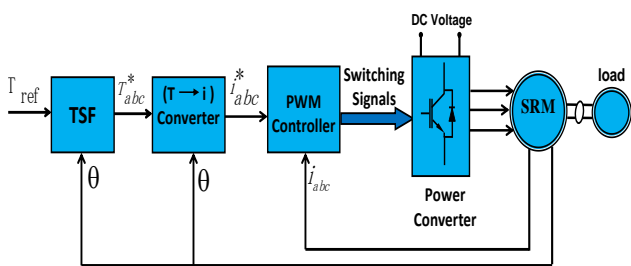 DC Voltage
T_ref
TSF
T*_abc
(T → i)
Converter
i*_abc
PWM
Controller
Switching
Signals
SRM
load
θ
θ
i_abc
Power
Converter